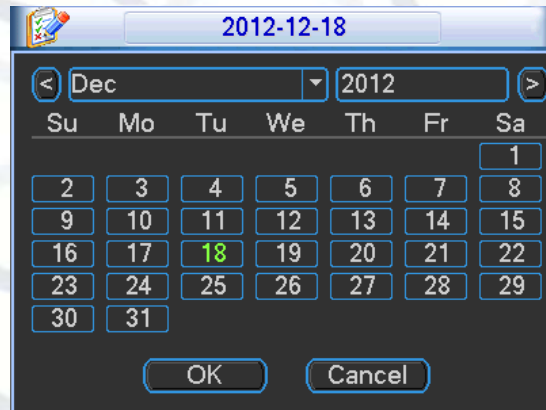 2012-12-18
< Dec 2012 >
Su Mo Tu We Th Fr Sa
1
2 3 4 5 6 7 8
9 10 11 12 13 14 15
16 17 18 19 20 21 22
23 24 25 26 27 28 29
30 31
OK Cancel